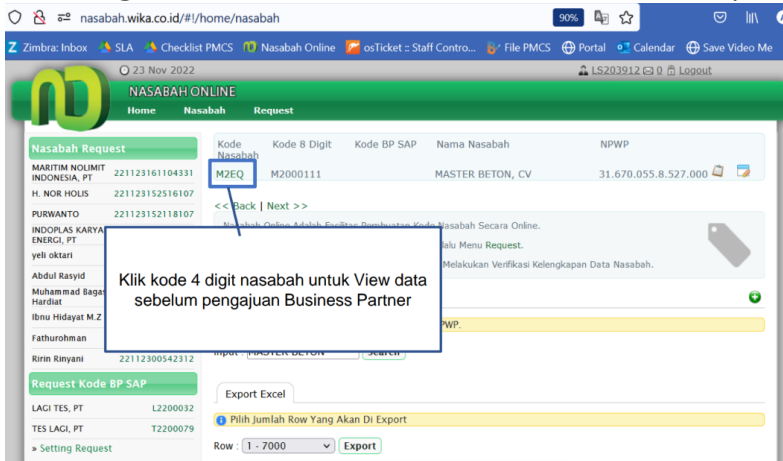 nasabah.wika.co.id/#!/home/nasabah
90%
Zimbra: Inbox SLA Checklist PMCS Nasabah Online osTicket :: Staff Contro... File PMCS Portal Calendar Save Video Me
23 Nov 2022 LS203912 0 Logout
NASABAH ONLINE
Home Nasabah Request
Nasabah Request
MARITIM NOLIMIT INDONESIA, PT 221123161104331
H. NOR HOLIS 221123152516107
PURWANTO 221123152118107
INDOPLAS KARYA
ENERGI, PT
yeli oktari
Abdul Rasyid
Muhammad Bagas
Hardiat
Ibnu Hidayat M.Z
Fathurohman
Ririn Rinyani 22112300542312
Request Kode BP SAP
LAGI TES, PT L2200032
TES LAGI, PT T2200079
» Setting Request
Kode Nasabah Kode 8 Digit Kode BP SAP Nama Nasabah NPWP
M2EQ M2000111 MASTER BETON, CV 31.670.055.8.527.000
<< Back | Next >>
Nasabah Online Adalah Fasilitas Pembuatan Kode Nasabah Secara Online.
lalu Menu Request.
Melakukan Verifikasi Kelengkapan Data Nasabah.
Klik kode 4 digit nasabah untuk View data
sebelum pengajuan Business Partner
NPWP.
Input : MASTER BETON Search
Export Excel
Pilih Jumlah Row Yang Akan Di Export
Row : 1 - 7000 Export